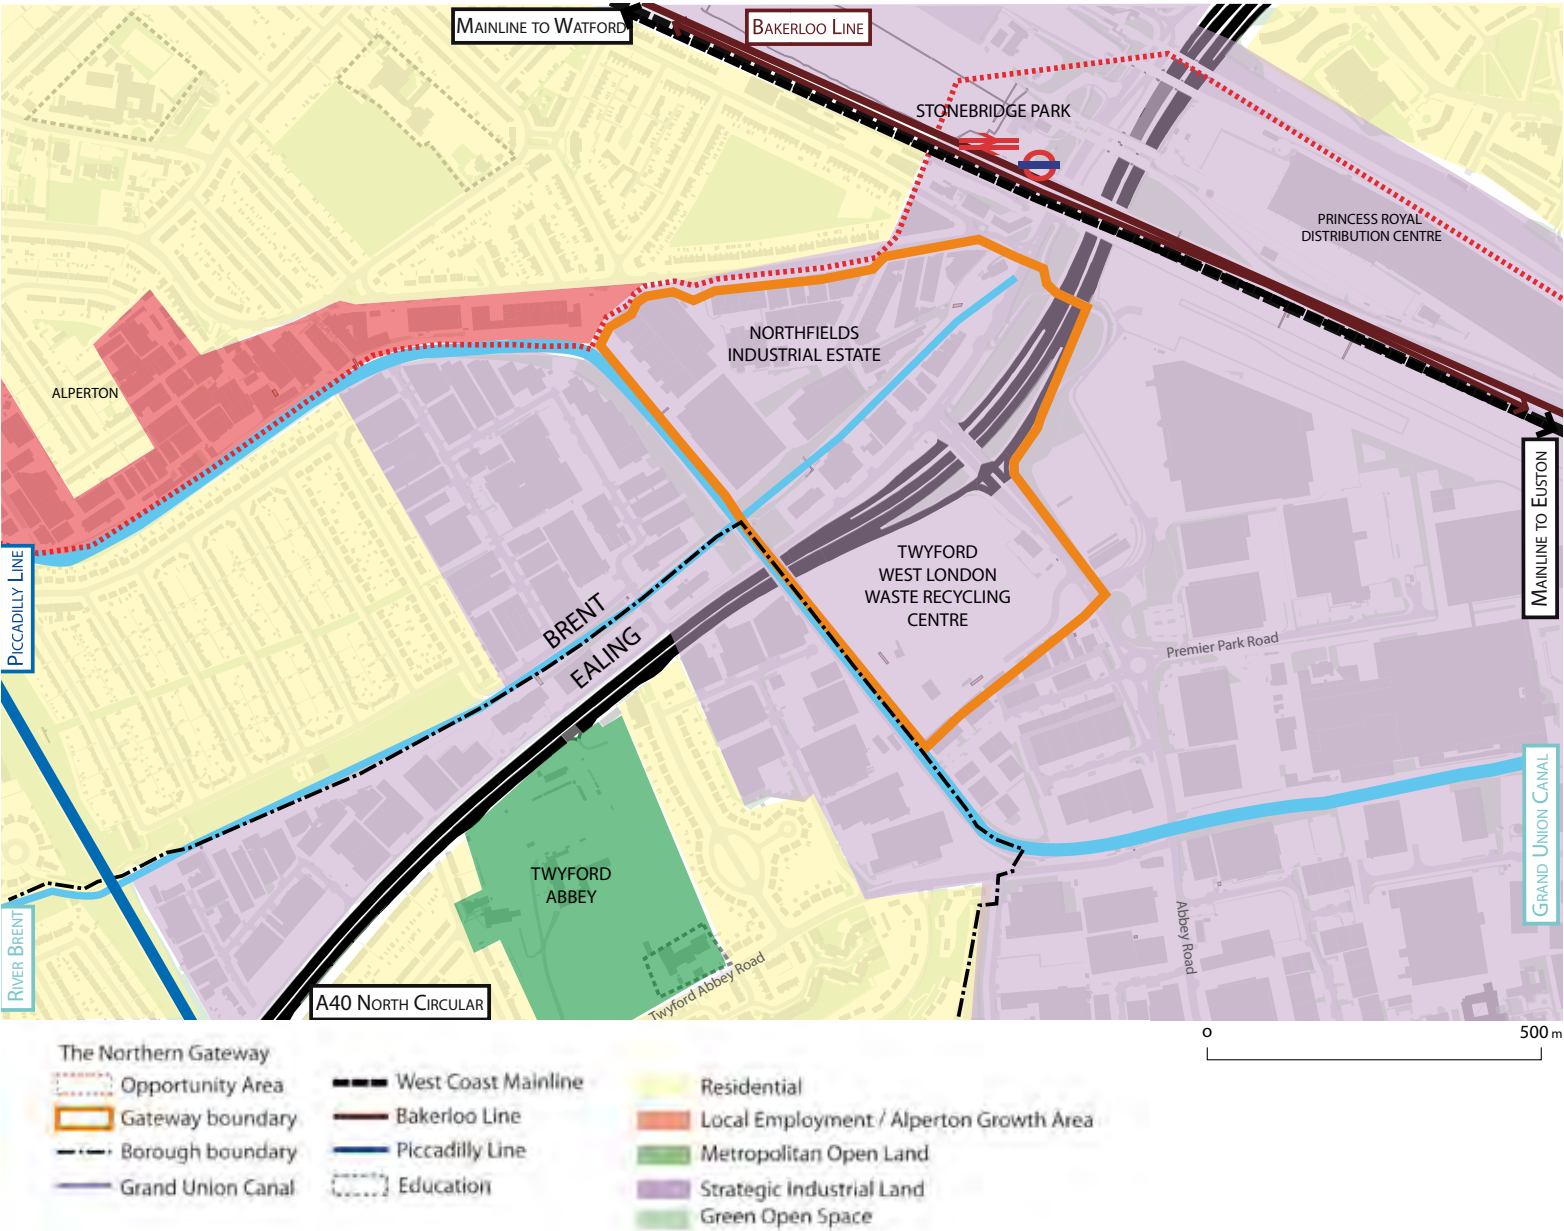 Mainline to Watford
Bakerloo Line
STONEBRIDGE PARK
PRINCESS ROYAL
DISTRIBUTION CENTRE
NORTHFIELDS
INDUSTRIAL ESTATE
ALPERTON
Mainline to Euston
Piccadilly Line
TWYFORD
WEST LONDON
WASTE RECYCLING
CENTRE
BRENT
EALING
Premier Park Road
Grand Union Canal
TWYFORD
ABBEY
Abbey Road
River Brent
Twyford Abbey Road
A40 North Circular
0 500 m
The Northern Gateway
Opportunity Area
Gateway boundary
Borough boundary
Grand Union Canal
West Coast Mainline
Bakerloo Line
Piccadilly Line
Education
Residential
Local Employment / Alperton Growth Area
Metropolitan Open Land
Strategic Industrial Land
Green Open Space